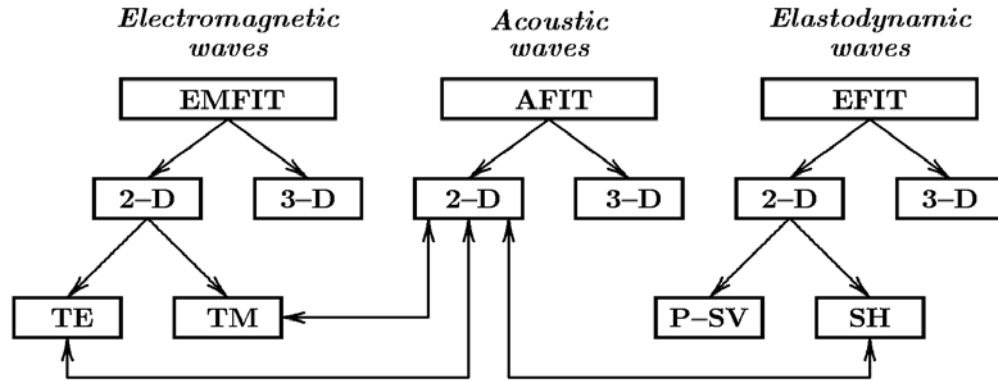 Electromagnetic waves
Acoustic waves
Elastodynamic waves
EMFIT
AFIT
EFIT
2–D
3–D
2–D
3–D
2–D
3–D
TE
TM
P–SV
SH